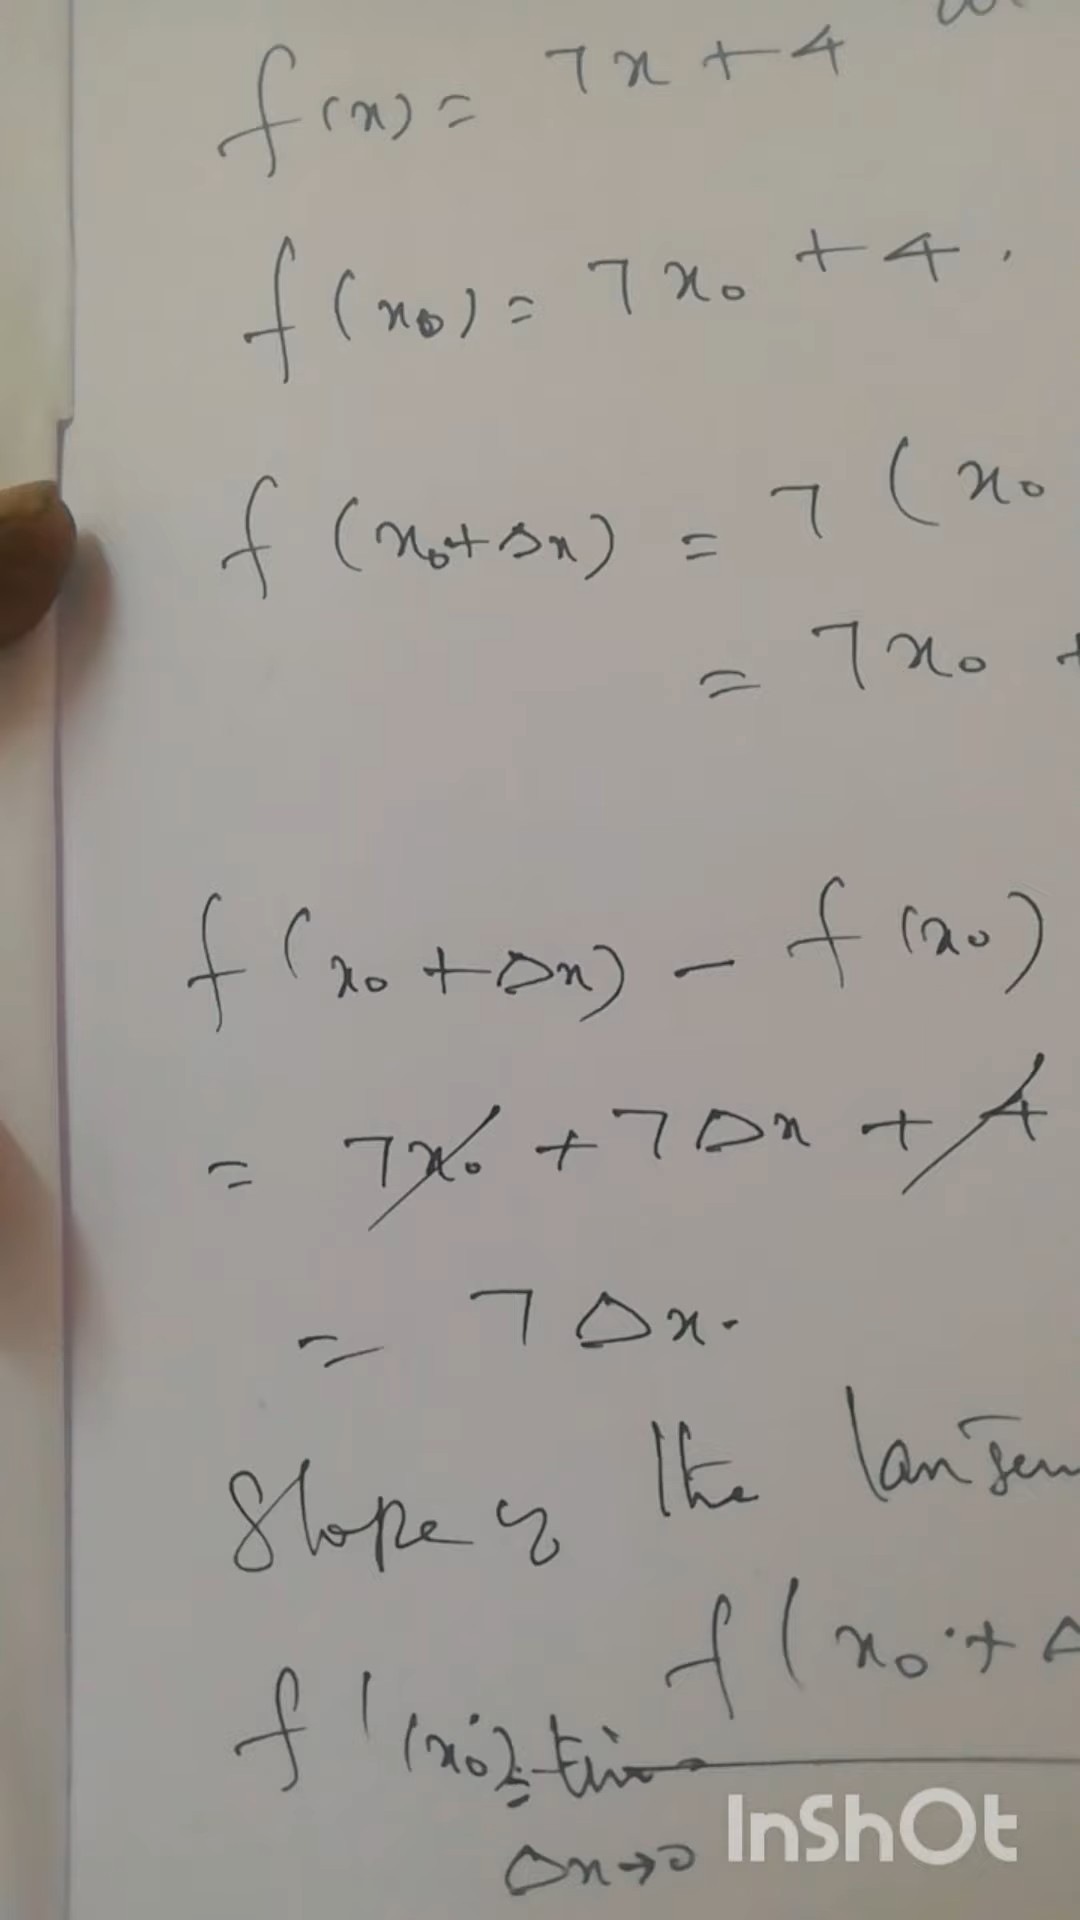 f(x) = 7x + 4
f(x₀) = 7x₀ + 4.
f(x₀+Δx) = 7(x₀
= 7x₀ +
f(x₀+Δx) - f(x₀)
= 7x₀ + 7Δx + 4
= 7Δx.
Slope of the tangen
f(x₀ + Δ
f'(x₀) = lim
Δx→0
InShOt